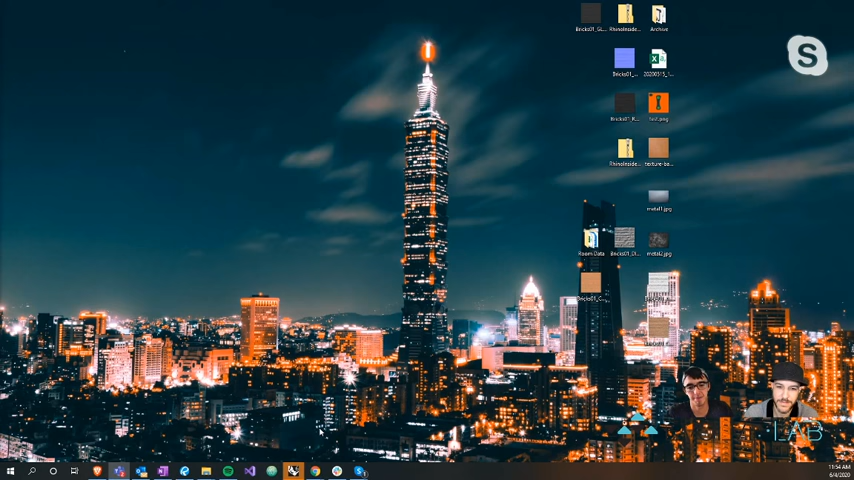 Bricks01_GL...
RhinoInside...
Archive
Bricks01_...
20200515_1...
Bricks01_R...
test.png
RhinoInside...
texture-ba...
metal1.jpg
Room Data
Bricks01_Di...
metal2.jpg
Bricks01_C...
LAB
11:54 AM
6/4/2020